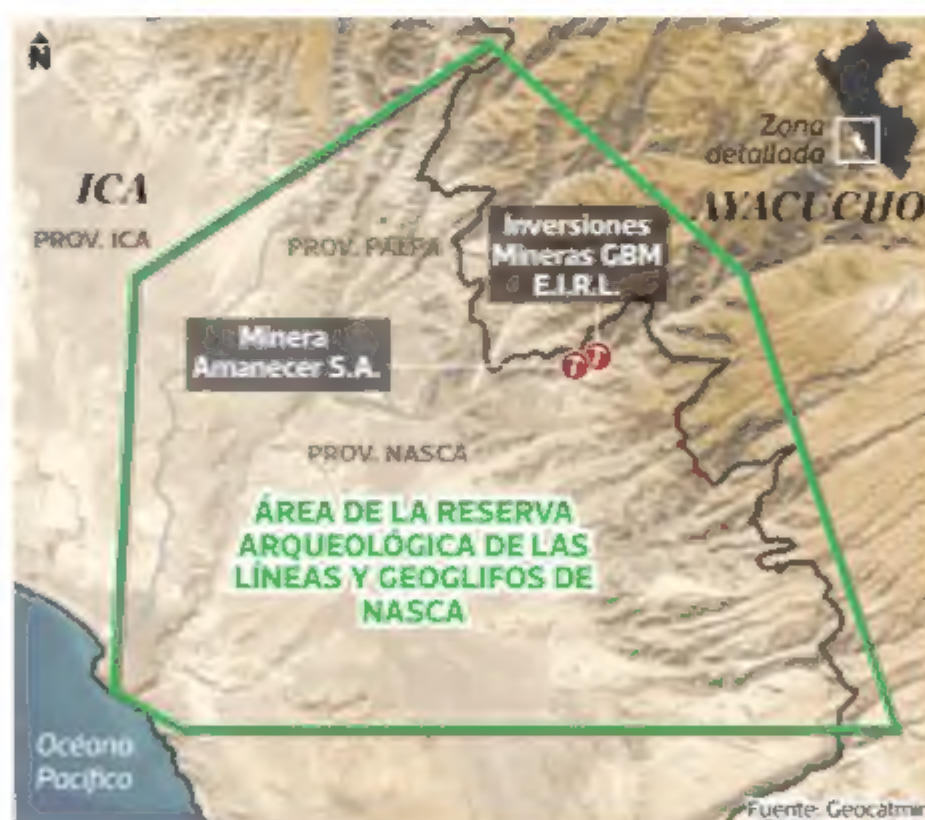 N
Zona
detallada
ICA
AYACUCHO
PROV. ICA
PROV. PALPA
Inversiones
Mineras GBM
E.I.R.L.
Minera
Amanecer S.A.
PROV. NASCA
ÁREA DE LA RESERVA
ARQUEOLÓGICA DE LAS
LÍNEAS Y GEOGLIFOS DE
NASCA
Océano
Pacífico
Fuente: Geocatmin